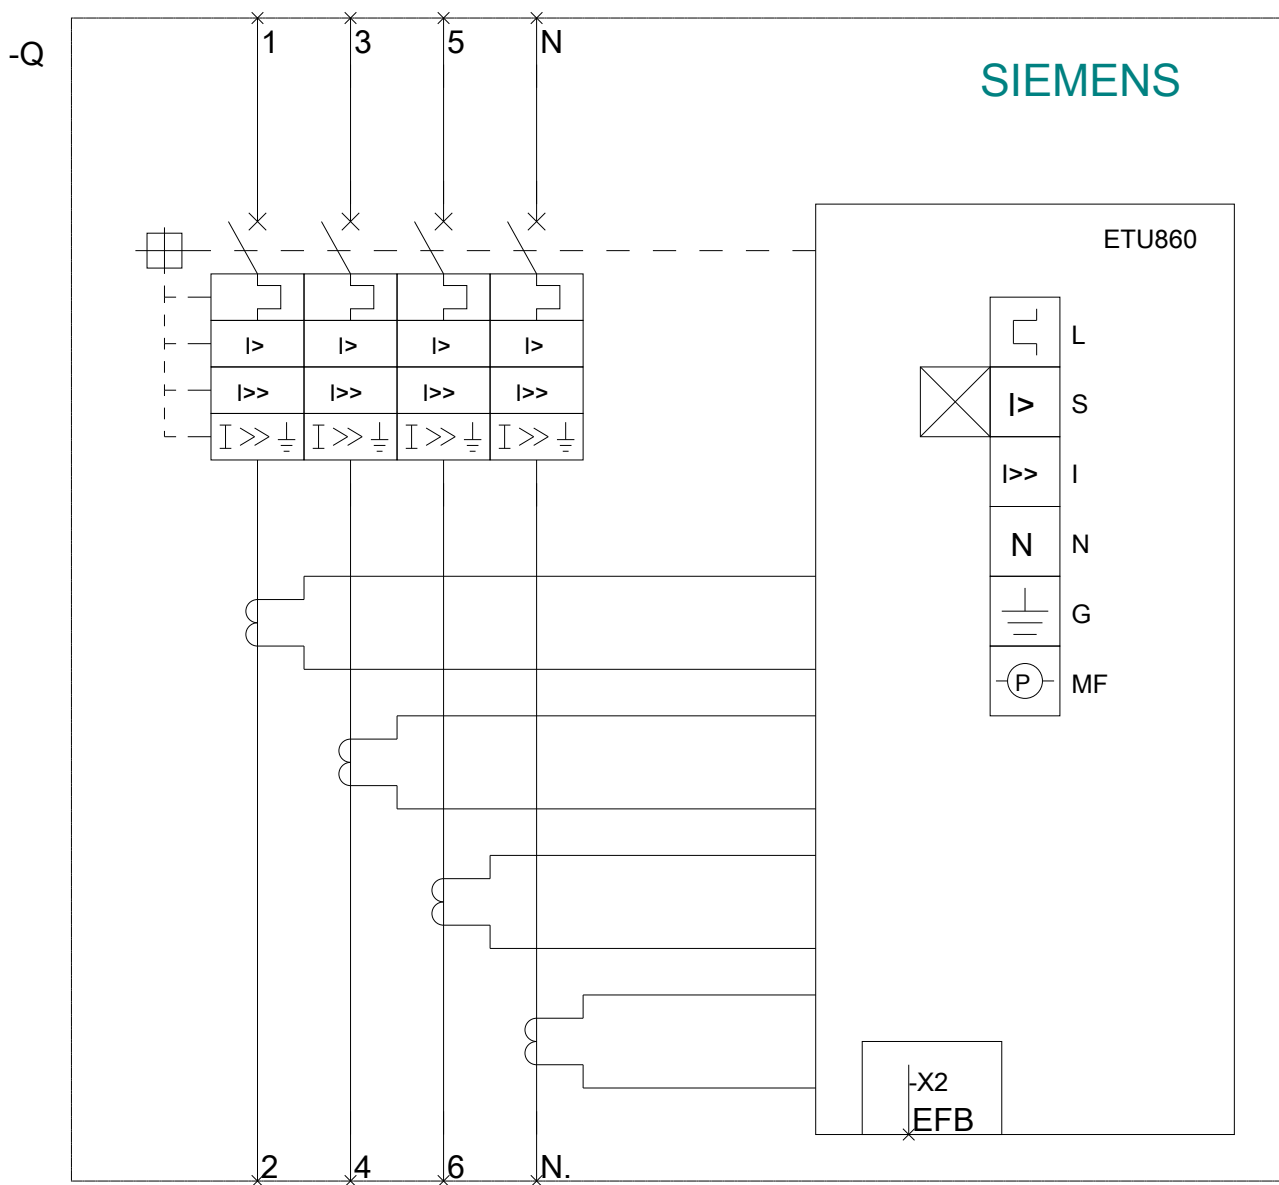 1 3 5 N
-Q
SIEMENS
ETU860
I> I> I> I>
I>> I>> I>> I>>
I >> I >> I >> I >>
L
I> S
I>> I
N N
G
P MF
-X2
EFB
2 4 6 N.